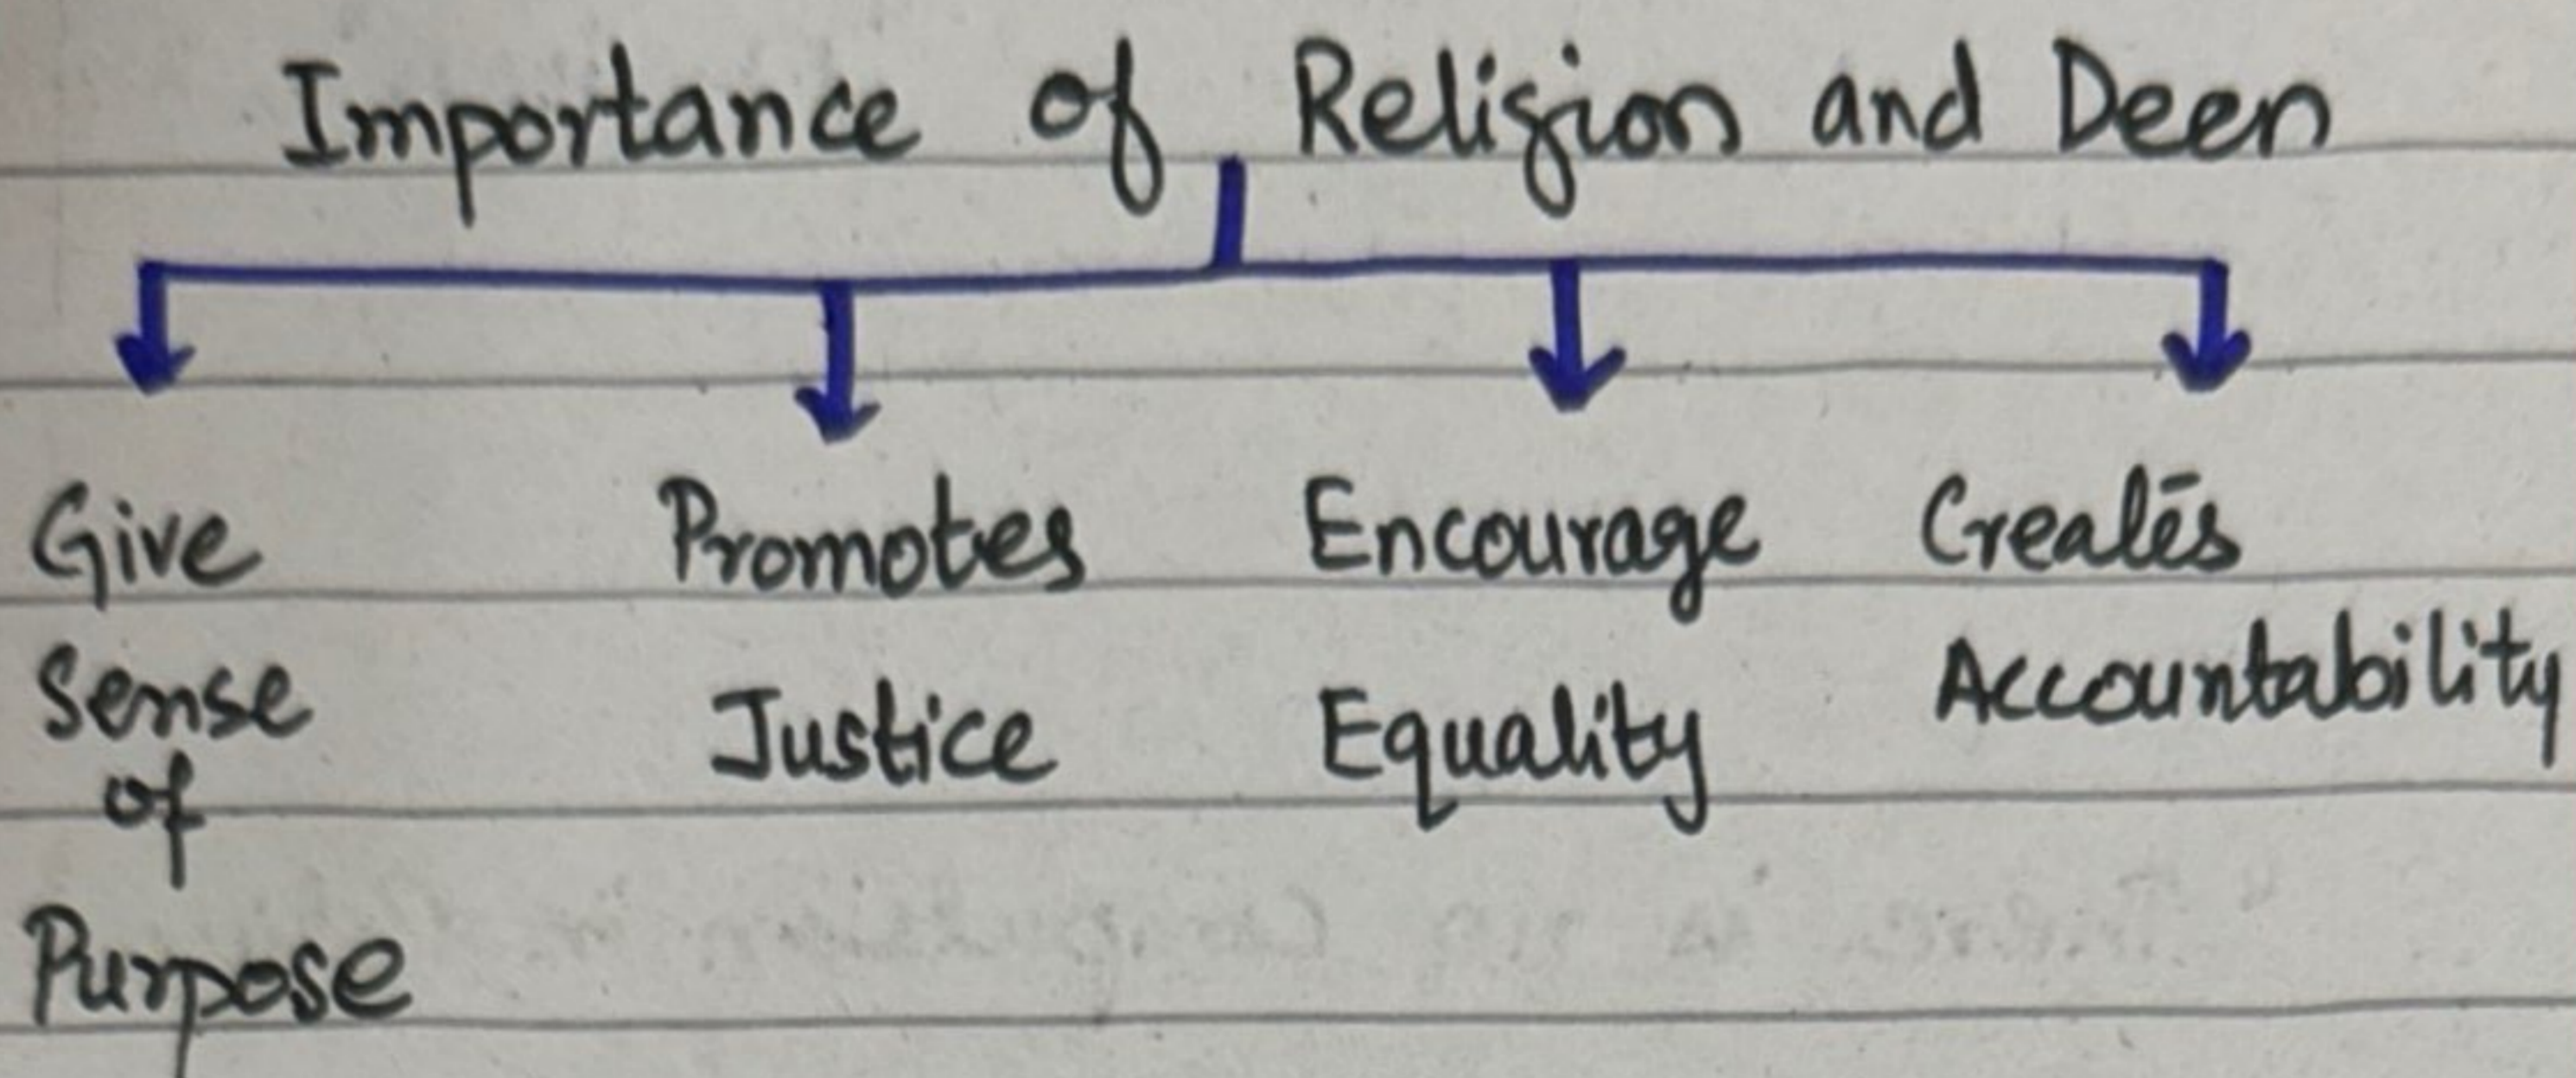 Importance of Religion and Deen
Give
Sense
of
Purpose
Promotes
Justice
Encourage
Equality
Creates
Accountability